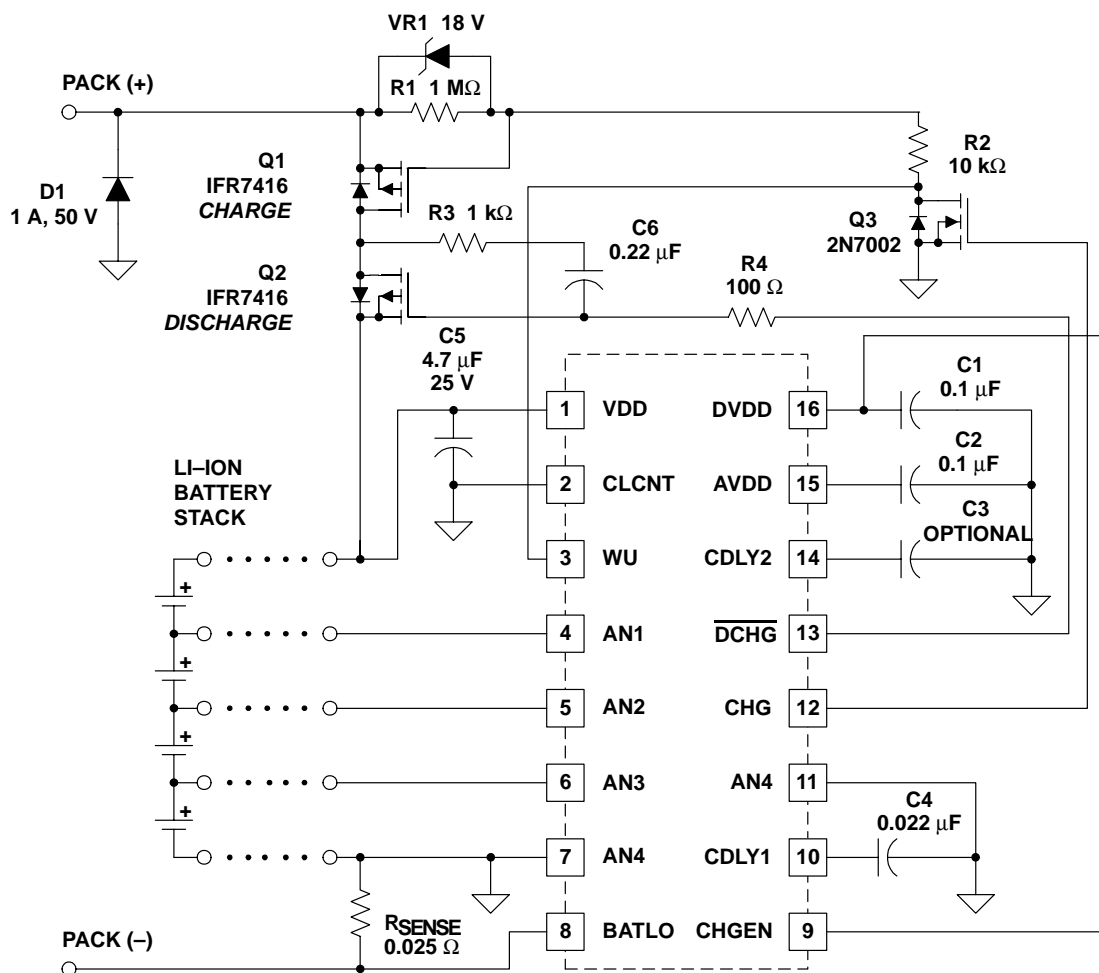 VR1 18 V
R1 1 MΩ
PACK (+)
D1
1 A, 50 V
Q1
IFR7416
CHARGE
R2
10 kΩ
Q3
2N7002
R3 1 kΩ
C6
0.22 μF
Q2
IFR7416
DISCHARGE
R4
100 Ω
C5
4.7 μF
25 V
C1
0.1 μF
1 VDD DVDD 16
C2
0.1 μF
LI–ION
BATTERY
STACK
2 CLCNT AVDD 15
C3
OPTIONAL
3 WU CDLY2 14
+
4 AN1 DCHG 13
+
5 AN2 CHG 12
+
6 AN3 AN4 11
+
C4
0.022 μF
7 AN4 CDLY1 10
RSENSE
0.025 Ω
8 BATLO CHGEN 9
PACK (–)